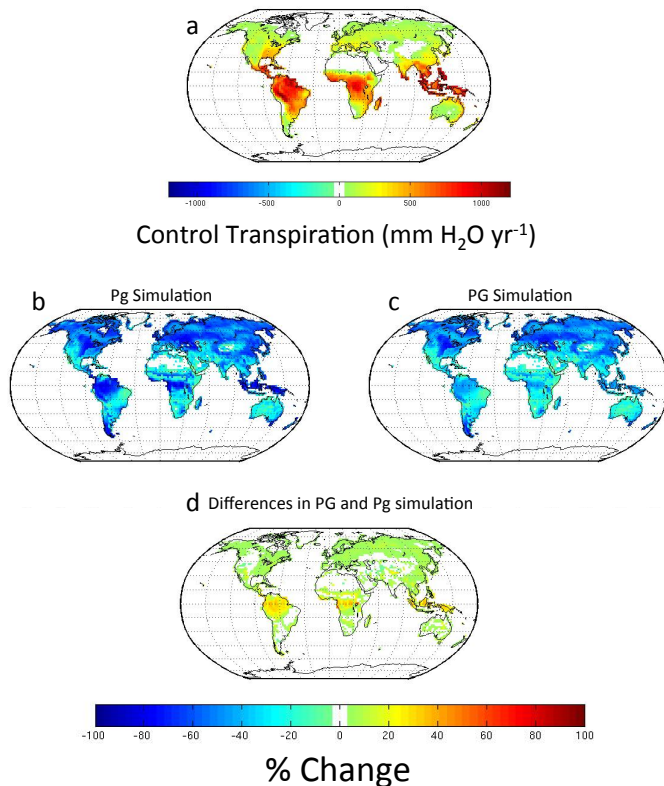 a
-1000 -500 0 500 1000
Control Transpiration (mm H₂O yr⁻¹)
b Pg Simulation
c PG Simulation
d Differences in PG and Pg simulation
-100 -80 -60 -40 -20 0 20 40 60 80 100
% Change